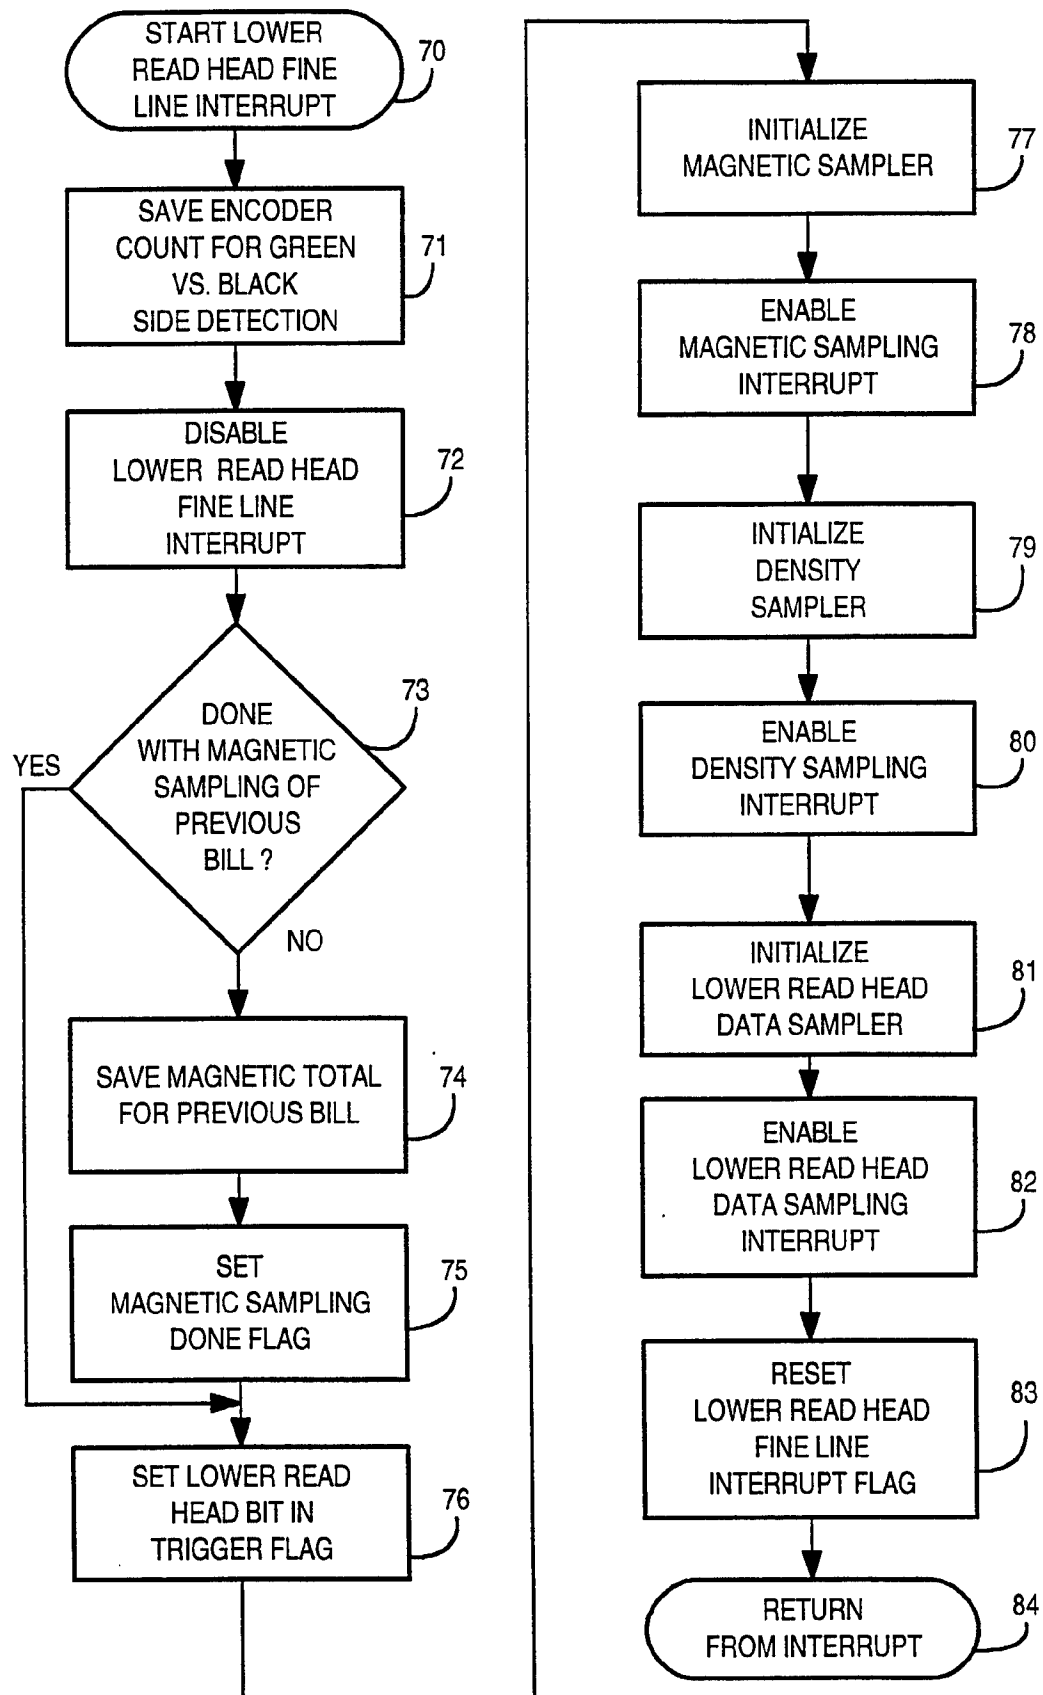 START LOWER
READ HEAD FINE
LINE INTERRUPT
70
SAVE ENCODER
COUNT FOR GREEN
VS. BLACK
SIDE DETECTION
71
DISABLE
LOWER READ HEAD
FINE LINE
INTERRUPT
72
DONE
WITH MAGNETIC
SAMPLING OF
PREVIOUS
BILL ?
73
YES
NO
SAVE MAGNETIC TOTAL
FOR PREVIOUS BILL
74
SET
MAGNETIC SAMPLING
DONE FLAG
75
SET LOWER READ
HEAD BIT IN
TRIGGER FLAG
76
INITIALIZE
MAGNETIC SAMPLER
77
ENABLE
MAGNETIC SAMPLING
INTERRUPT
78
INTIALIZE
DENSITY
SAMPLER
79
ENABLE
DENSITY SAMPLING
INTERRUPT
80
INITIALIZE
LOWER READ HEAD
DATA SAMPLER
81
ENABLE
LOWER READ HEAD
DATA SAMPLING
INTERRUPT
82
RESET
LOWER READ HEAD
FINE LINE
INTERRUPT FLAG
83
RETURN
FROM INTERRUPT
84